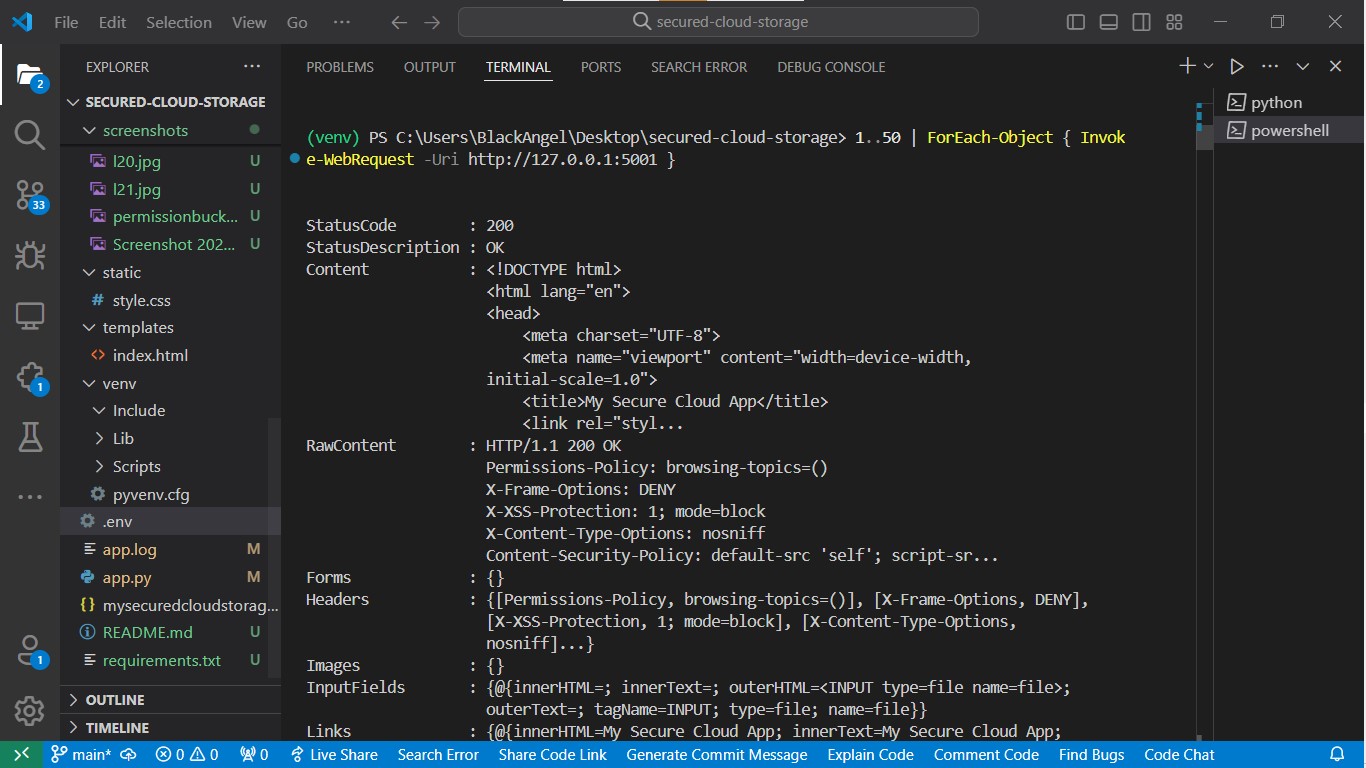 File Edit Selection View Go ··· secured-cloud-storage
EXPLORER ···
2
SECURED-CLOUD-STORAGE
screenshots
l20.jpg U
l21.jpg U
33
permissionbuck... U
Screenshot 202... U
static
# style.css
templates
<> index.html
venv
1
Include
Lib
Scripts
pyvenv.cfg
.env
app.log M
app.py M
{} mysecuredcloudstorag...
README.md U
1
requirements.txt U
OUTLINE
TIMELINE
PROBLEMS OUTPUT TERMINAL PORTS SEARCH ERROR DEBUG CONSOLE
(venv) PS C:\Users\BlackAngel\Desktop\secured-cloud-storage> 1..50 | ForEach-Object { Invok
e-WebRequest -Uri http://127.0.0.1:5001 }
StatusCode : 200
StatusDescription : OK
Content : <!DOCTYPE html>
<html lang="en">
<head>
<meta charset="UTF-8">
<meta name="viewport" content="width=device-width,
initial-scale=1.0">
<title>My Secure Cloud App</title>
<link rel="styl...
RawContent : HTTP/1.1 200 OK
Permissions-Policy: browsing-topics=()
X-Frame-Options: DENY
X-XSS-Protection: 1; mode=block
X-Content-Type-Options: nosniff
Content-Security-Policy: default-src 'self'; script-sr...
Forms : {}
Headers : {[Permissions-Policy, browsing-topics=()], [X-Frame-Options, DENY],
[X-XSS-Protection, 1; mode=block], [X-Content-Type-Options,
nosniff]...}
Images : {}
InputFields : {@{innerHTML=; innerText=; outerHTML=<INPUT type=file name=file>;
outerText=; tagName=INPUT; type=file; name=file}}
Links : {@{innerHTML=My Secure Cloud App; innerText=My Secure Cloud App;
python
powershell
main* 0 0 0 Live Share Search Error Share Code Link Generate Commit Message Explain Code Comment Code Find Bugs Code Chat